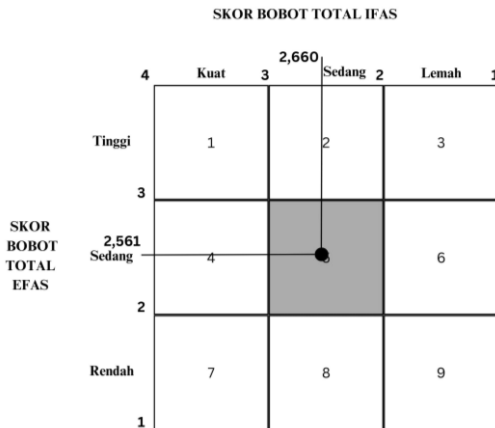 SKOR BOBOT TOTAL IFAS
2,660
4 Kuat 3 Sedang 2 Lemah 1
Tinggi 1 2 3
3
SKOR
BOBOT
TOTAL
EFAS
2,561
Sedang 4 5 6
2
Rendah 7 8 9
1